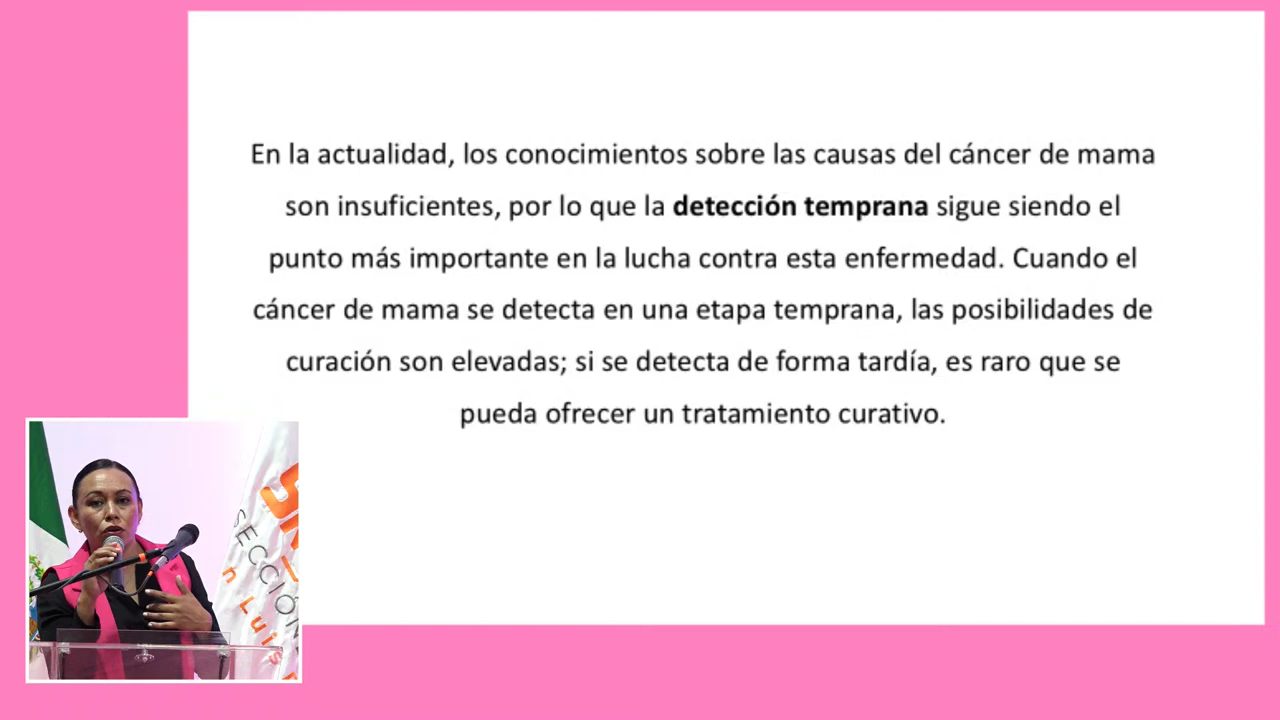 En la actualidad, los conocimientos sobre las causas del cáncer de mama
son insuficientes, por lo que la detección temprana sigue siendo el
punto más importante en la lucha contra esta enfermedad. Cuando el
cáncer de mama se detecta en una etapa temprana, las posibilidades de
curación son elevadas; si se detecta de forma tardía, es raro que se
pueda ofrecer un tratamiento curativo.
SECCIÓN
n Luis